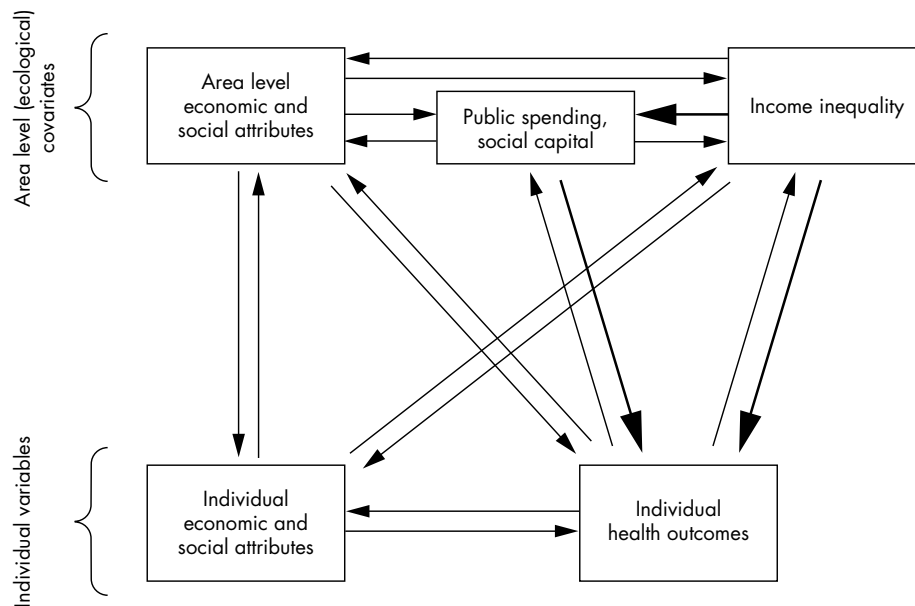 Area level (ecological)
covariates
Area level
economic and
social attributes
Public spending,
social capital
Income inequality
Individual variables
Individual
economic and
social attributes
Individual
health outcomes